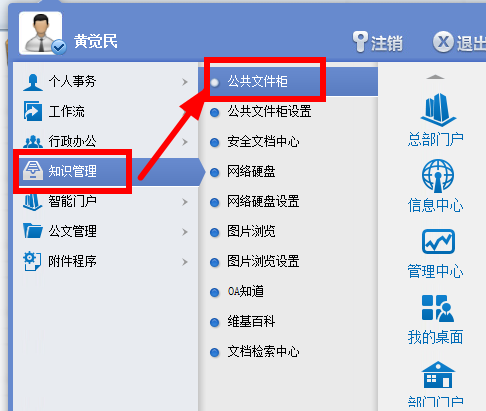 黄觉民
注销
退出
个人事务
工作流
行政办公
知识管理
智能门户
公文管理
附件程序
公共文件柜
公共文件柜设置
安全文档中心
网络硬盘
网络硬盘设置
图片浏览
图片浏览设置
OA知道
维基百科
文档检索中心
总部门户
信息中心
管理中心
我的桌面
部门门户